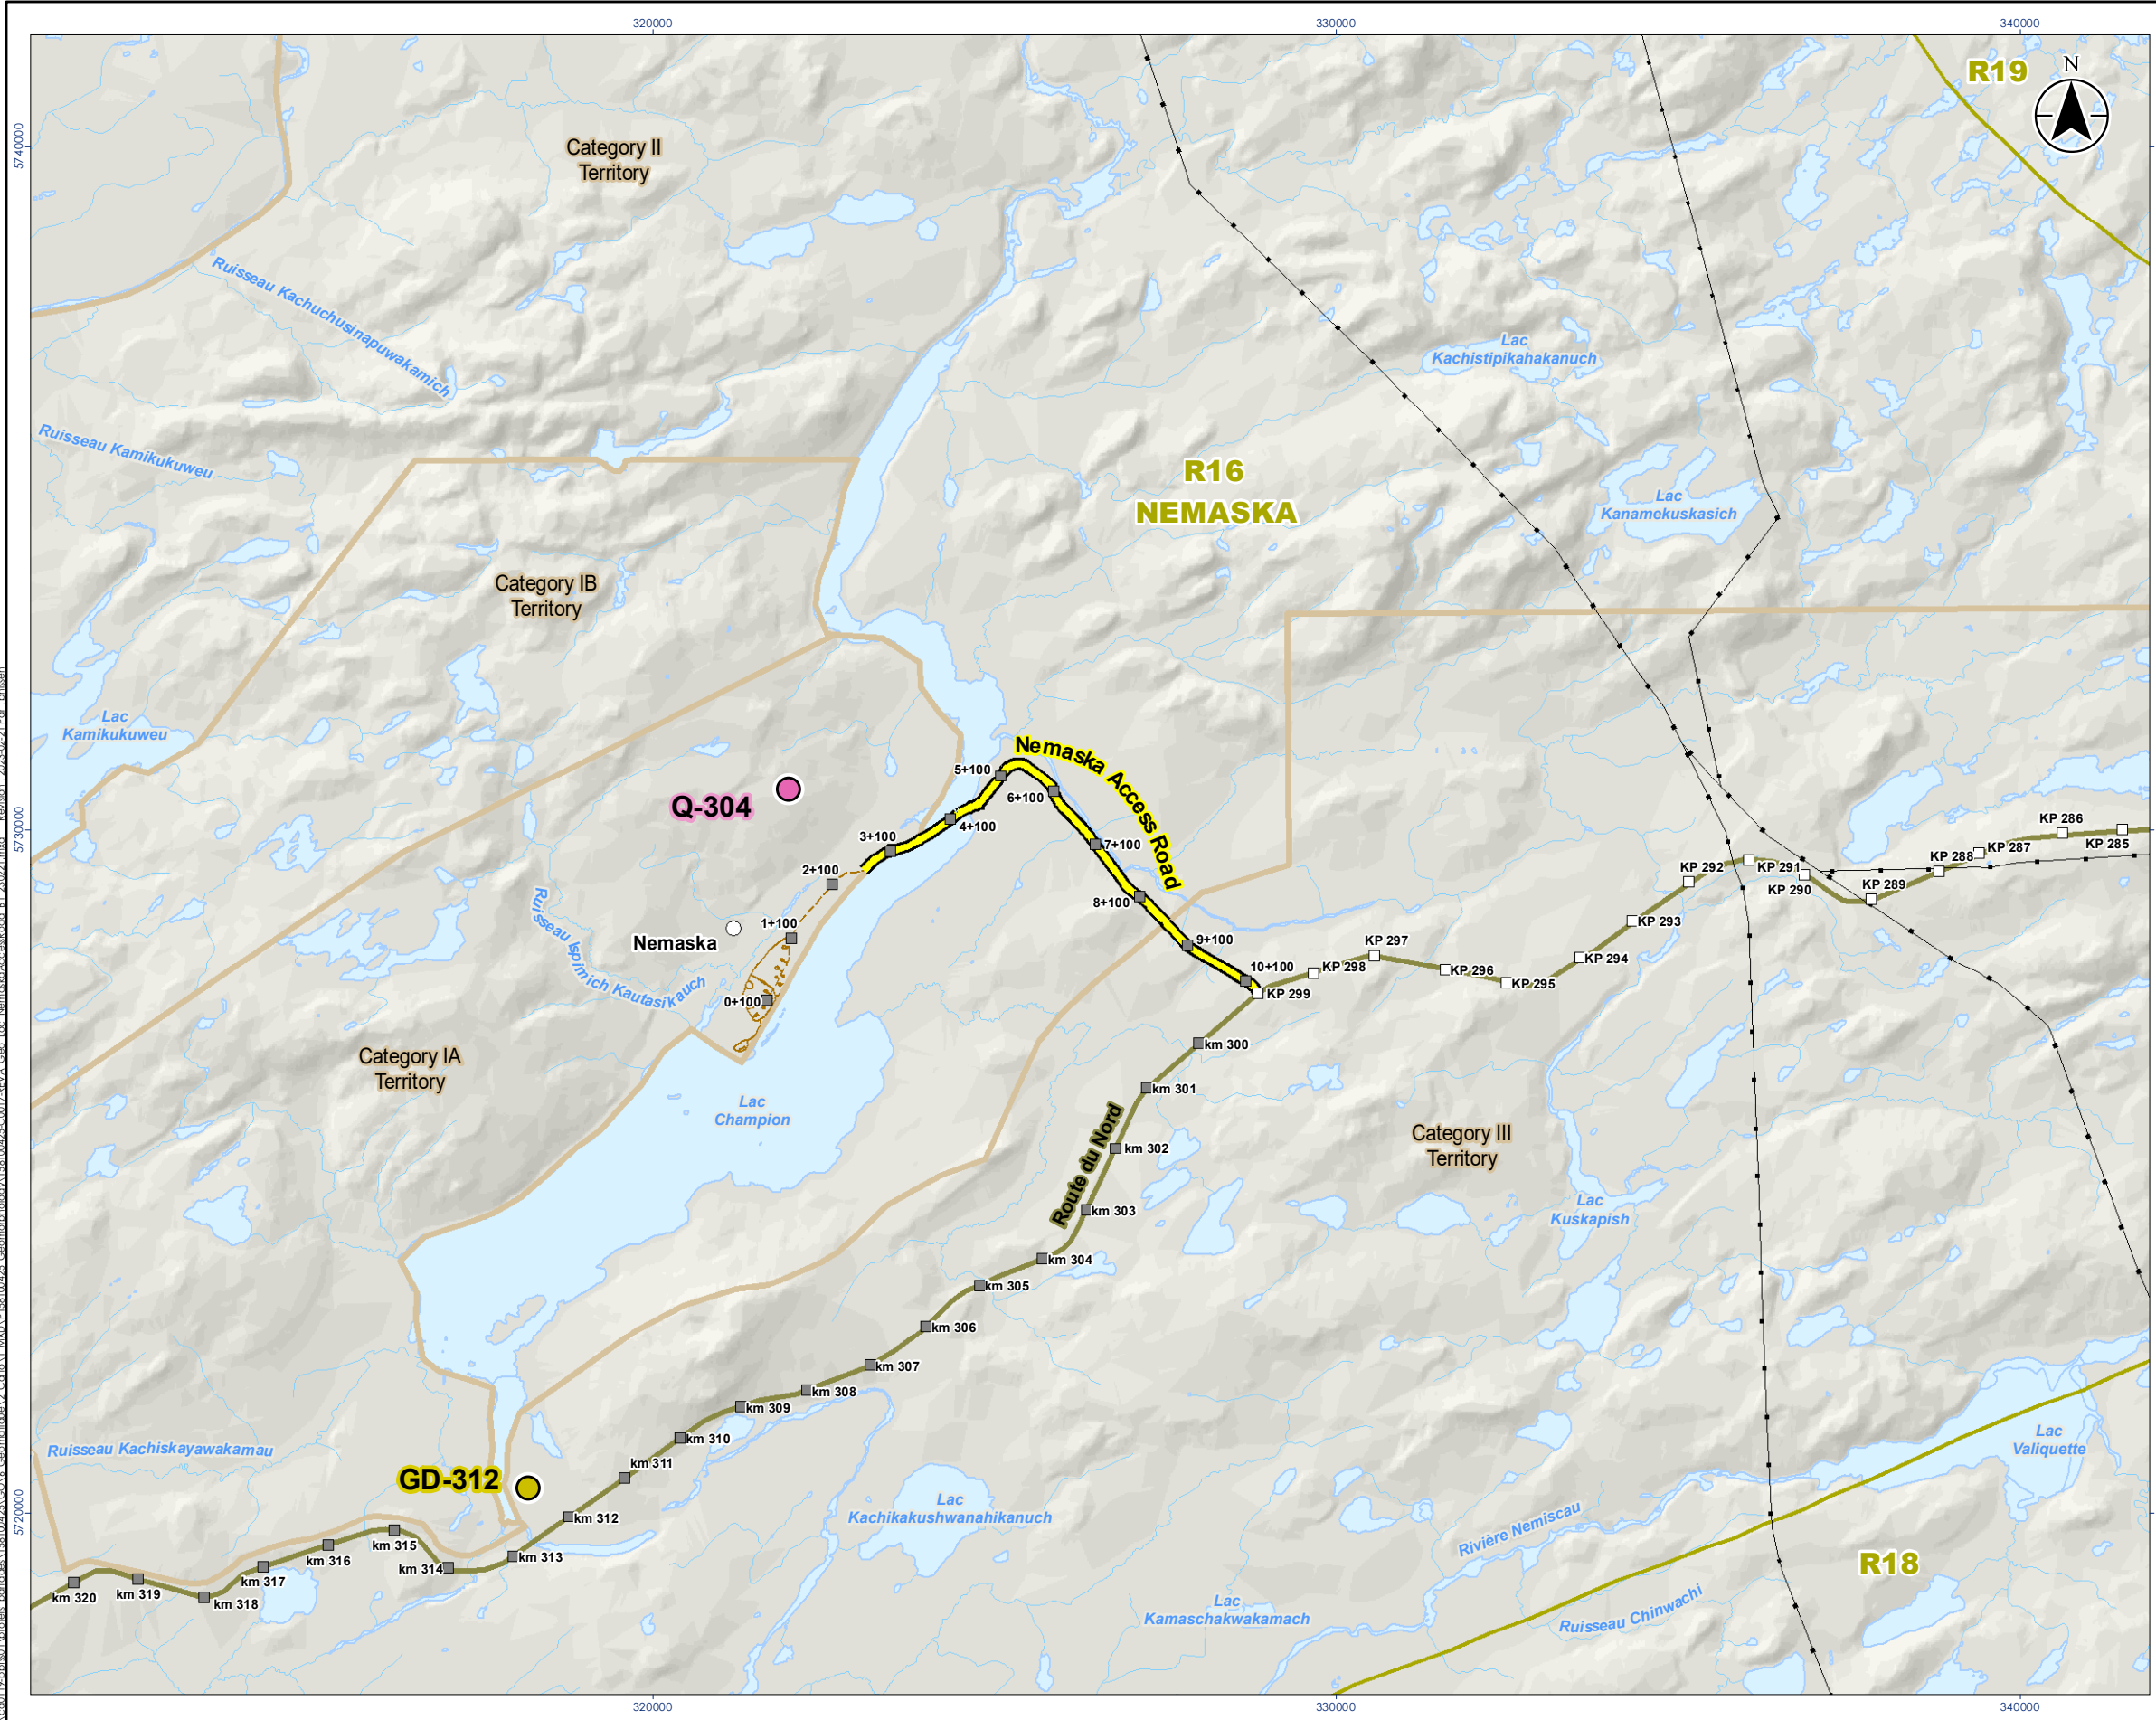 320000
330000
340000
R19
N
5740000
Category II
Territory
Ruisseau Kachuchusinapuwakamich
Lac
Kachistipikahakanuch
Ruisseau Kamikukuweu
R16
NEMASKA
Lac
Kanamekuskasich
Category IB
Territory
Lac
Kamikukuweu
Nemaska Access Road
5+100
6+100
Q-304
3+100
4+100
7+100
5730000
KP 286
KP 285
KP 287
KP 288
KP 292
KP 291
KP 290
KP 289
2+100
8+100
1+100
Nemaska
KP 293
9+100
KP 297
Ruisseau Ispimich Kautasikauch
KP 294
10+100
KP 298
KP 296
KP 295
KP 299
0+100
km 300
Category IA
Territory
km 301
Lac
Champion
Route du Nord
Category III
Territory
km 302
km 303
Lac
Kuskapish
km 304
km 305
km 306
km 307
km 308
km 309
km 310
Ruisseau Kachiskayawakamau
Lac
Valiquette
km 311
GD-312
Lac
Kachikakushwanahikanuch
5720000
km 312
Rivière Nemiscau
km 315
km 316
km 313
km 314
R18
km 317
km 320
km 319
km 318
Lac
Kamaschakwakamach
Ruisseau Chinwachi
320000
330000
340000